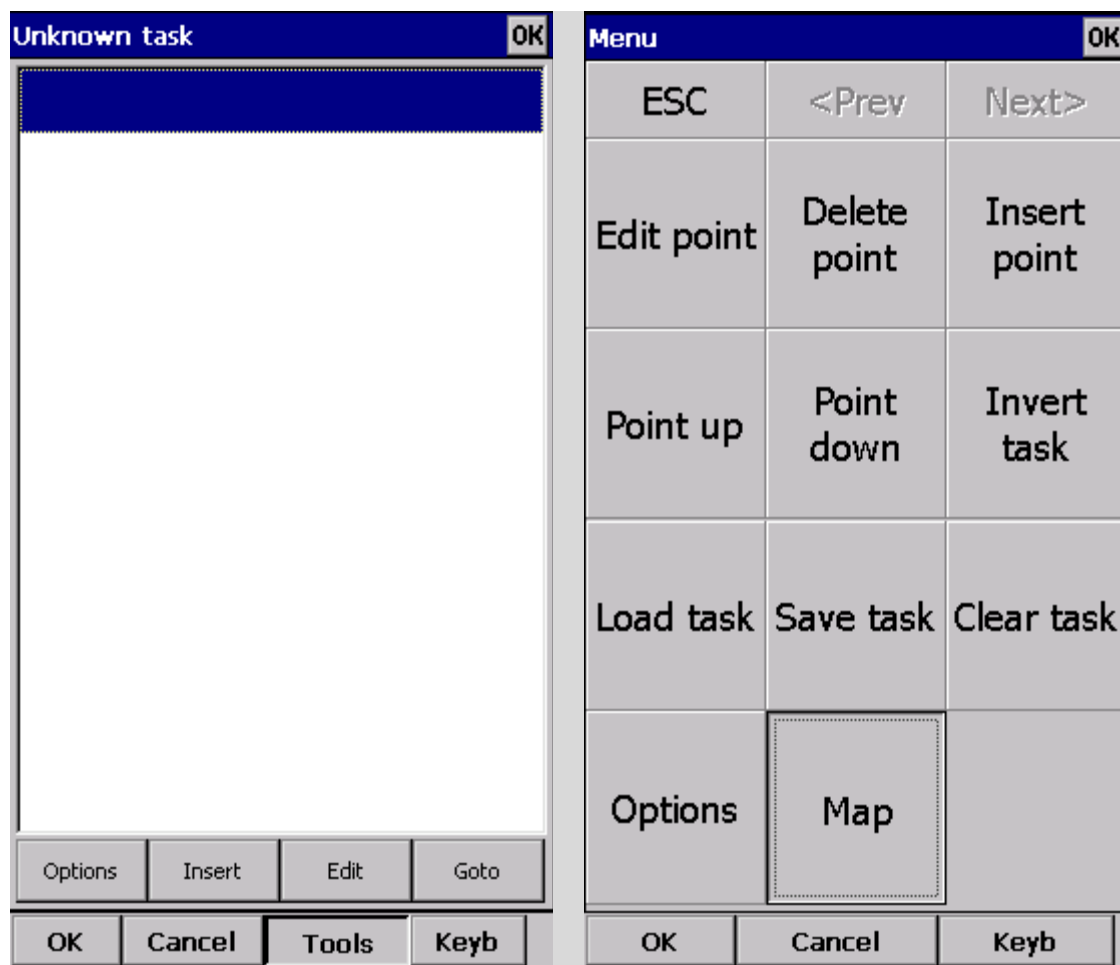 Unknown task OK
Options Insert Edit Goto
OK Cancel Tools Keyb
Menu OK
ESC <Prev Next>
Edit point
Delete
point
Insert
point
Point up
Point
down
Invert
task
Load task Save task Clear task
Options Map
OK Cancel Keyb